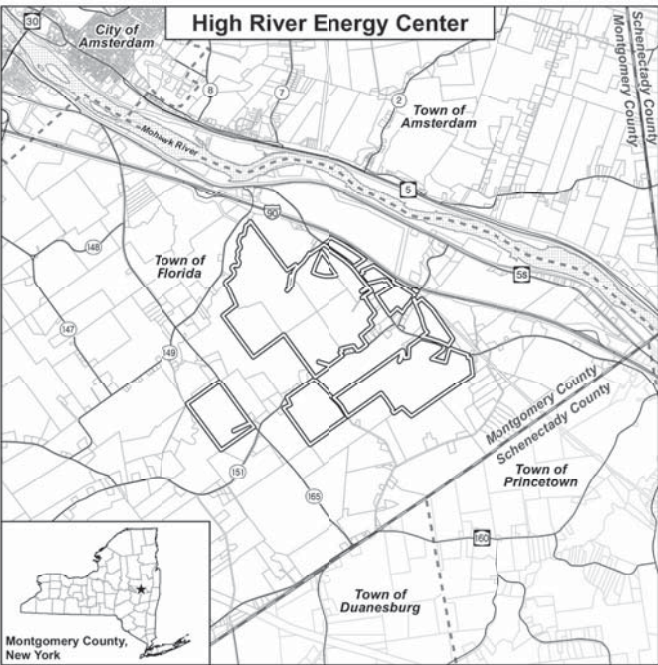 High River Energy Center
30
City of
Amsterdam
8
7
2
Town of
Amsterdam
Schenectady County
Montgomery County
Mohawk River
5
90
148
Town of
Florida
5S
147
149
Montgomery County
Schenectady County
Town of
Princetown
151
165
160
Town of
Duanesburg
Montgomery County,
New York